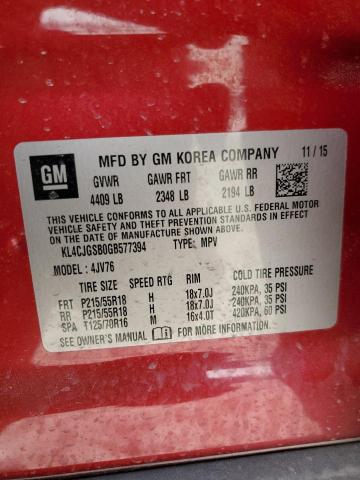 GM
MFD BY GM KOREA COMPANY 11/15
GVWR GAWR FRT GAWR RR
4409 LB 2348 LB 2194 LB
THIS VEHICLE CONFORMS TO ALL APPLICABLE U.S. FEDERAL MOTOR
VEHICLE SAFETY, BUMPER, AND THEFT PREVENTION STANDARDS IN
EFFECT ON THE DATE OF MANUFACTURE SHOWN ABOVE.
KL4CJGSB0GB577394 TYPE: MPV
MODEL: 4JV76
TIRE SIZE SPEED RTG RIM COLD TIRE PRESSURE
FRT P215/55R18 H 18x7.0J 240KPA, 35 PSI
RR P215/55R18 H 18x7.0J 240KPA, 35 PSI
SPA T125/70R16 M 16x4.0T 420KPA, 60 PSI
SEE OWNER'S MANUAL FOR MORE INFORMATION